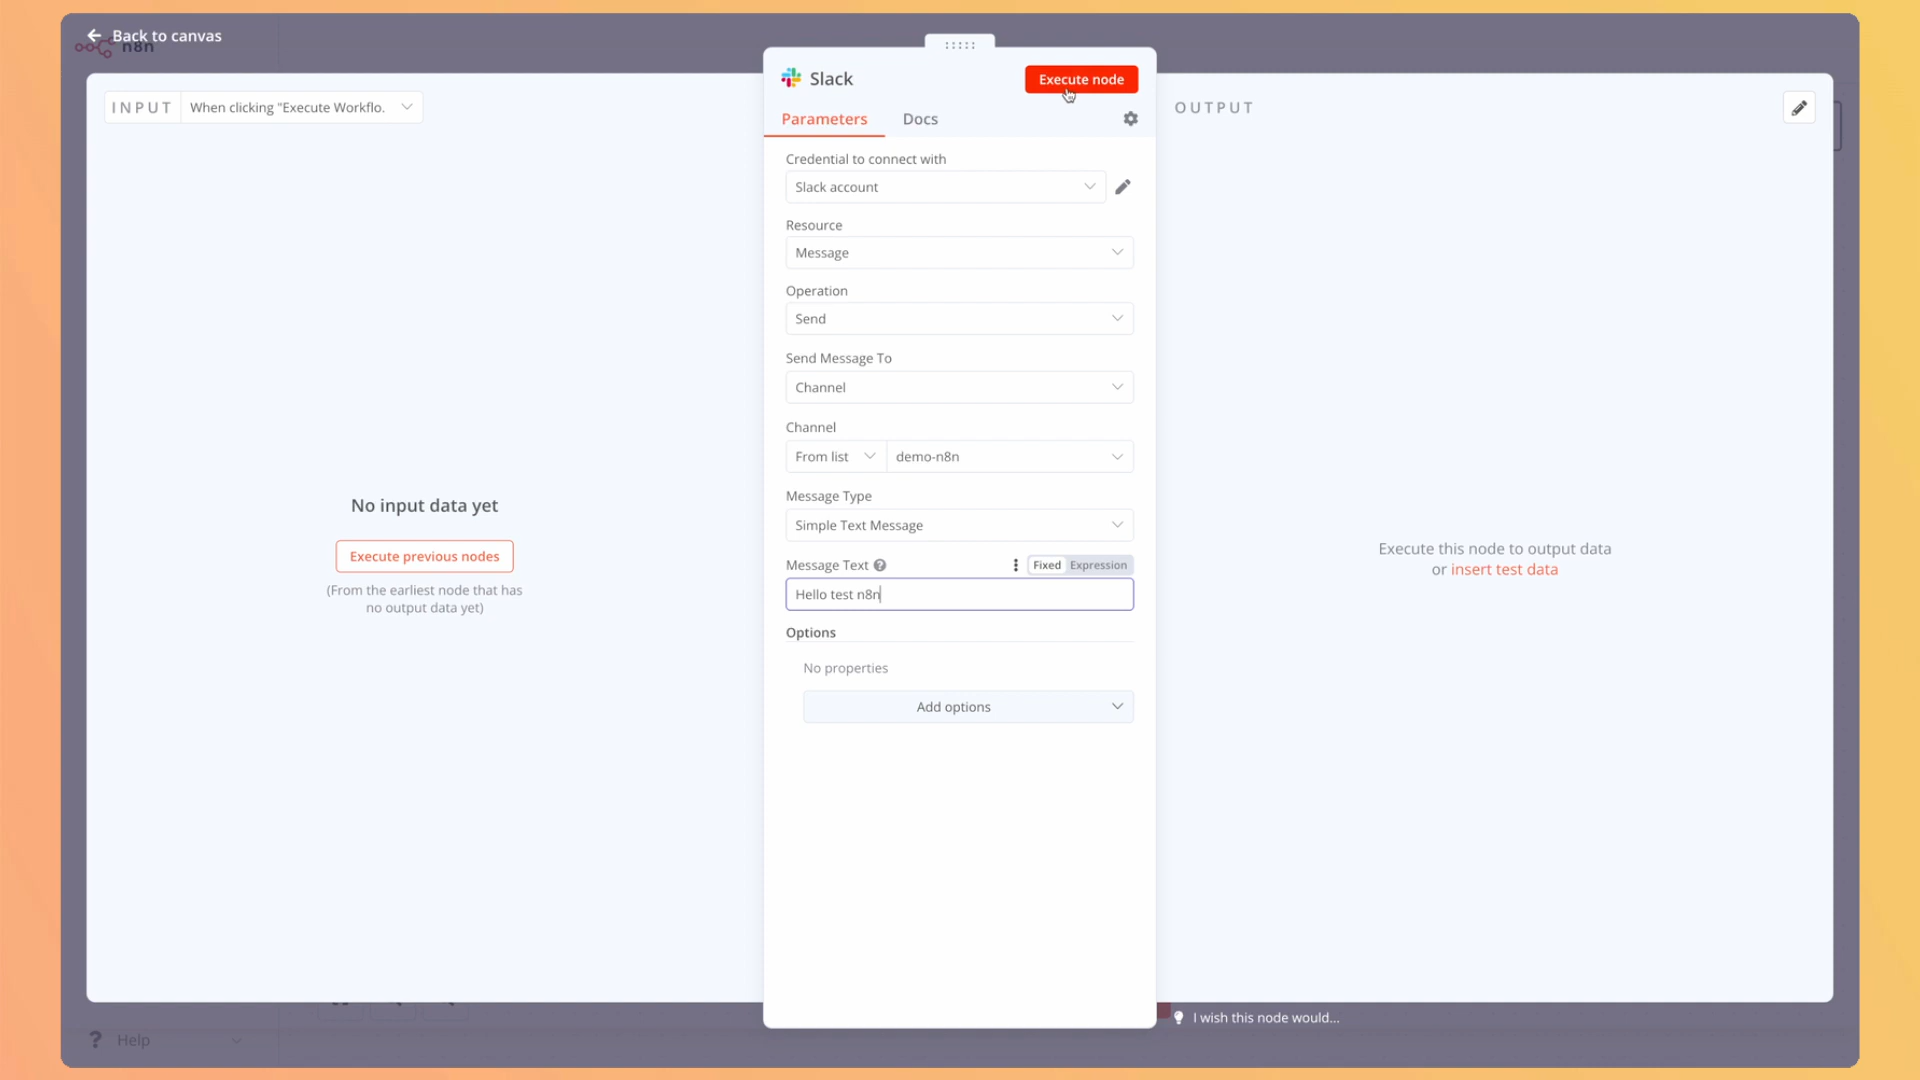 Back to canvas
n8n
INPUT
When clicking "Execute Workflo.
No input data yet
Execute previous nodes
(From the earliest node that has
no output data yet)
Slack
Execute node
Parameters
Docs
Credential to connect with
Slack account
Resource
Message
Operation
Send
Send Message To
Channel
Channel
From list
demo-n8n
Message Type
Simple Text Message
Message Text
Fixed
Expression
Hello test n8n
Options
No properties
Add options
OUTPUT
Execute this node to output data
or insert test data
I wish this node would...
Help